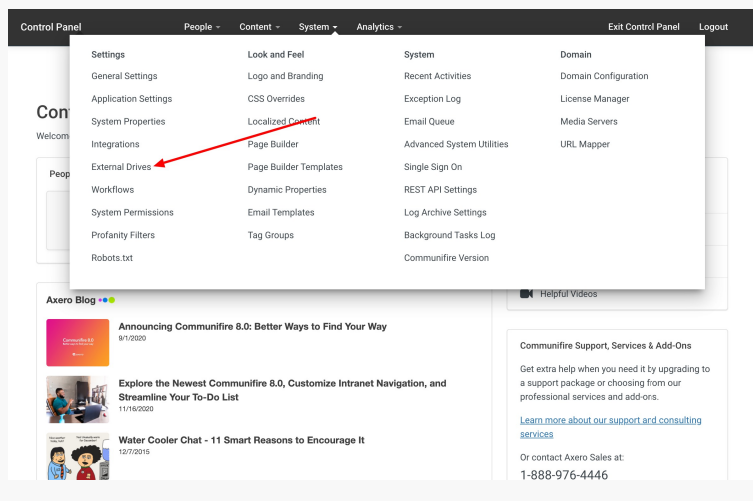 Control Panel
People
Content
System
Analytics
Exit Control Panel
Logout
Settings
General Settings
Application Settings
System Properties
Integrations
External Drives
Workflows
System Permissions
Profanity Filters
Robots.txt
Look and Feel
Logo and Branding
CSS Overrides
Localized Content
Page Builder
Page Builder Templates
Dynamic Properties
Email Templates
Tag Groups
System
Recent Activities
Exception Log
Email Queue
Advanced System Utilities
Single Sign On
REST API Settings
Log Archive Settings
Background Tasks Log
Communifire Version
Domain
Domain Configuration
License Manager
Media Servers
URL Mapper
Con
Welcom
Peop
Axero Blog
Communifire 8.0
Announcing Communifire 8.0: Better Ways to Find Your Way
9/1/2020
Explore the Newest Communifire 8.0, Customize Intranet Navigation, and
Streamline Your To-Do List
11/16/2020
Water Cooler Chat - 11 Smart Reasons to Encourage It
12/7/2015
Helpful Videos
Communifire Support, Services & Add-Ons
Get extra help when you need it by upgrading to
a support package or choosing from our
professional services and add-ons.
Learn more about our support and consulting
services
Or contact Axero Sales at:
1-888-976-4446